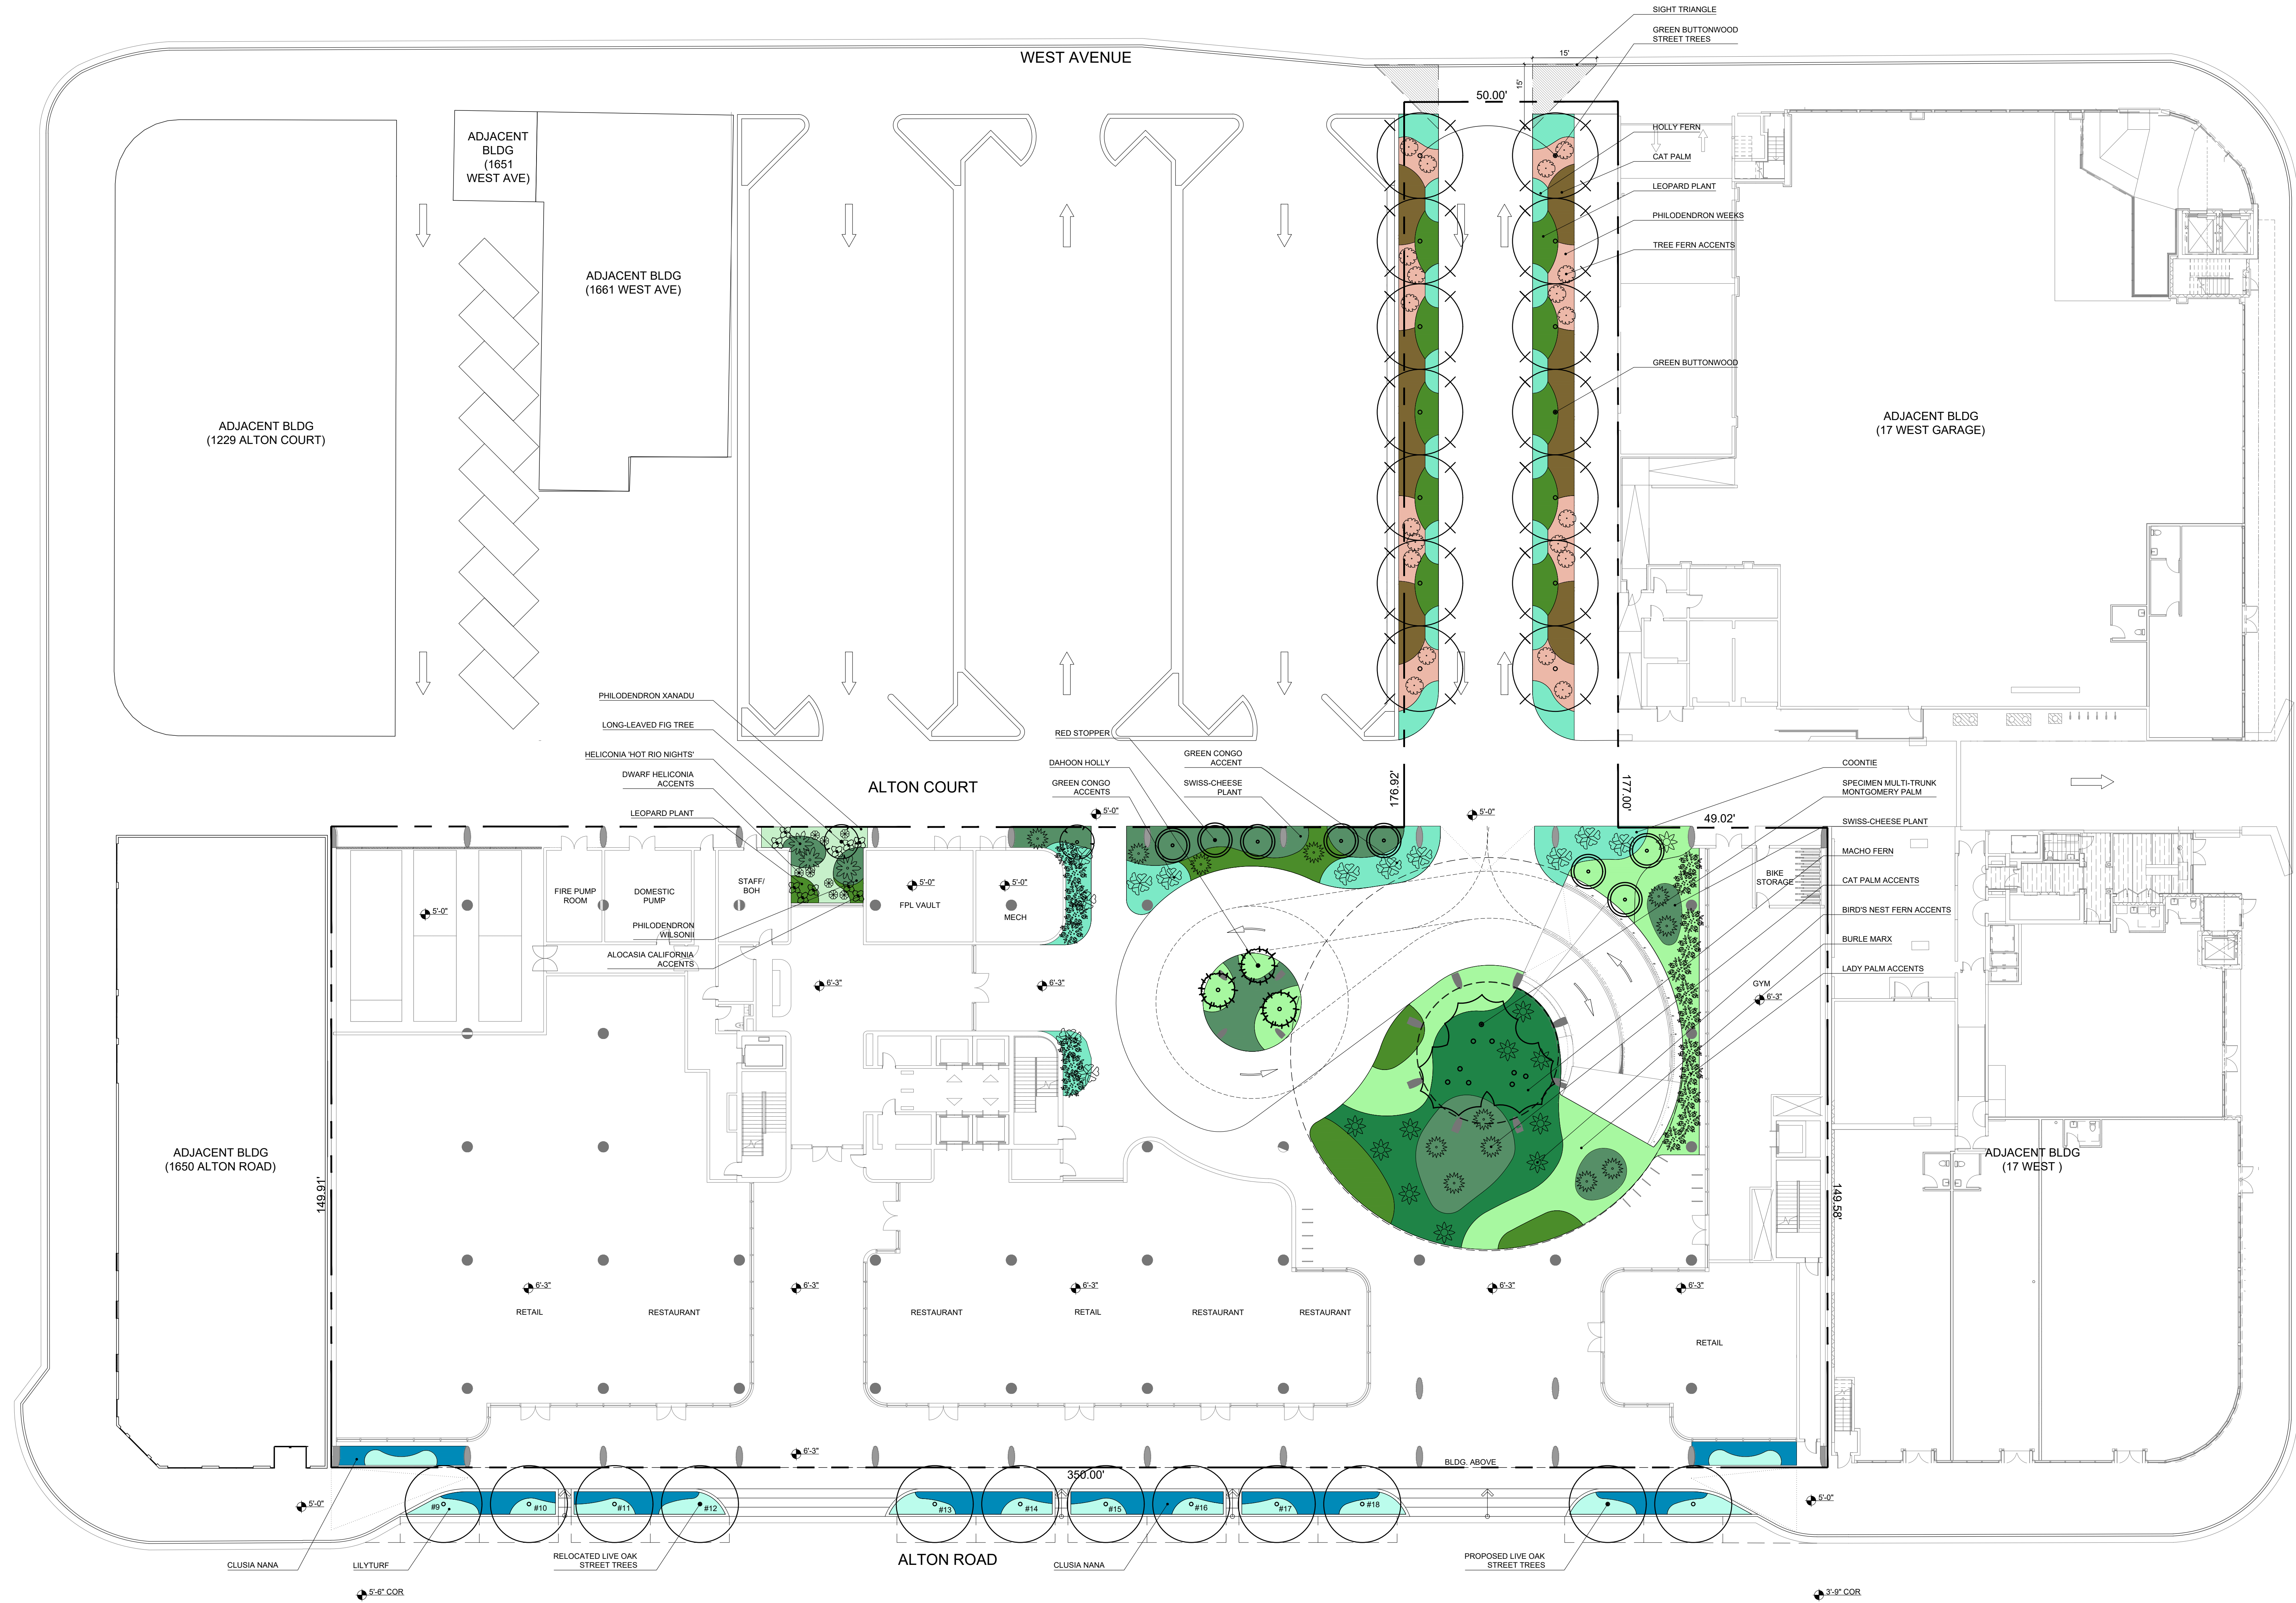 SIGHT TRIANGLE
GREEN BUTTONWOOD
STREET TREES
WEST AVENUE
15'
15'
50.00'
HOLLY FERN
CAT PALM
LEOPARD PLANT
PHILODENDRON WEEKS
TREE FERN ACCENTS
GREEN BUTTONWOOD
ADJACENT
BLDG
(1651
WEST AVE)
ADJACENT BLDG
(1661 WEST AVE)
ADJACENT BLDG
(1229 ALTON COURT)
ADJACENT BLDG
(17 WEST GARAGE)
PHILODENDRON XANADU
LONG-LEAVED FIG TREE
HELICONIA 'HOT RIO NIGHTS'
DWARF HELICONIA
ACCENTS
LEOPARD PLANT
PHILODENDRON
WILSONII
ALOCASIA CALIFORNIA
ACCENTS
ALTON COURT
RED STOPPER
DAHOON HOLLY
GREEN CONGO
ACCENTS
GREEN CONGO
ACCENT
SWISS-CHEESE
PLANT
5'-0"
176.92'
5'-0"
177.00'
49.02'
COONTIE
SPECIMEN MULTI-TRUNK
MONTGOMERY PALM
SWISS-CHEESE PLANT
MACHO FERN
CAT PALM ACCENTS
BIRD'S NEST FERN ACCENTS
BURLE MARX
LADY PALM ACCENTS
BIKE
STORAGE
GYM
6'-3"
5'-0"
FIRE PUMP
ROOM
DOMESTIC
PUMP
STAFF/
BOH
5'-0"
FPL VAULT
5'-0"
MECH
6'-3"
6'-3"
ADJACENT BLDG
(1650 ALTON ROAD)
149.91'
149.58'
ADJACENT BLDG
(17 WEST )
6'-3"
6'-3"
6'-3"
6'-3"
6'-3"
RETAIL
RESTAURANT
RESTAURANT
RETAIL
RESTAURANT
RESTAURANT
RETAIL
6'-3"
BLDG. ABOVE
350.00'
5'-0"
#9
#10
#11
#12
#13
#14
#15
#16
#17
#18
5'-0"
CLUSIA NANA
LILYTURF
RELOCATED LIVE OAK
STREET TREES
ALTON ROAD
CLUSIA NANA
PROPOSED LIVE OAK
STREET TREES
5'-6" COR
3'-9" COR